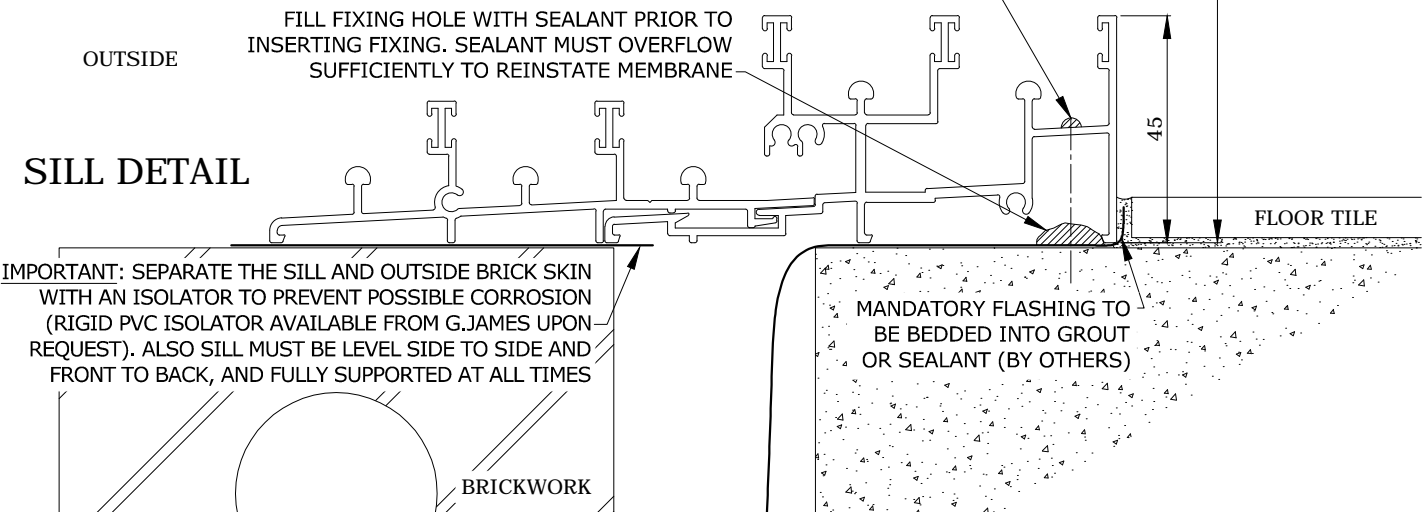 FILL FIXING HOLE WITH SEALANT PRIOR TO
INSERTING FIXING. SEALANT MUST OVERFLOW
SUFFICIENTLY TO REINSTATE MEMBRANE
OUTSIDE
SILL DETAIL
45
FLOOR TILE
IMPORTANT: SEPARATE THE SILL AND OUTSIDE BRICK SKIN
WITH AN ISOLATOR TO PREVENT POSSIBLE CORROSION
(RIGID PVC ISOLATOR AVAILABLE FROM G.JAMES UPON
REQUEST). ALSO SILL MUST BE LEVEL SIDE TO SIDE AND
FRONT TO BACK, AND FULLY SUPPORTED AT ALL TIMES
MANDATORY FLASHING TO
BE BEDDED INTO GROUT
OR SEALANT (BY OTHERS)
BRICKWORK